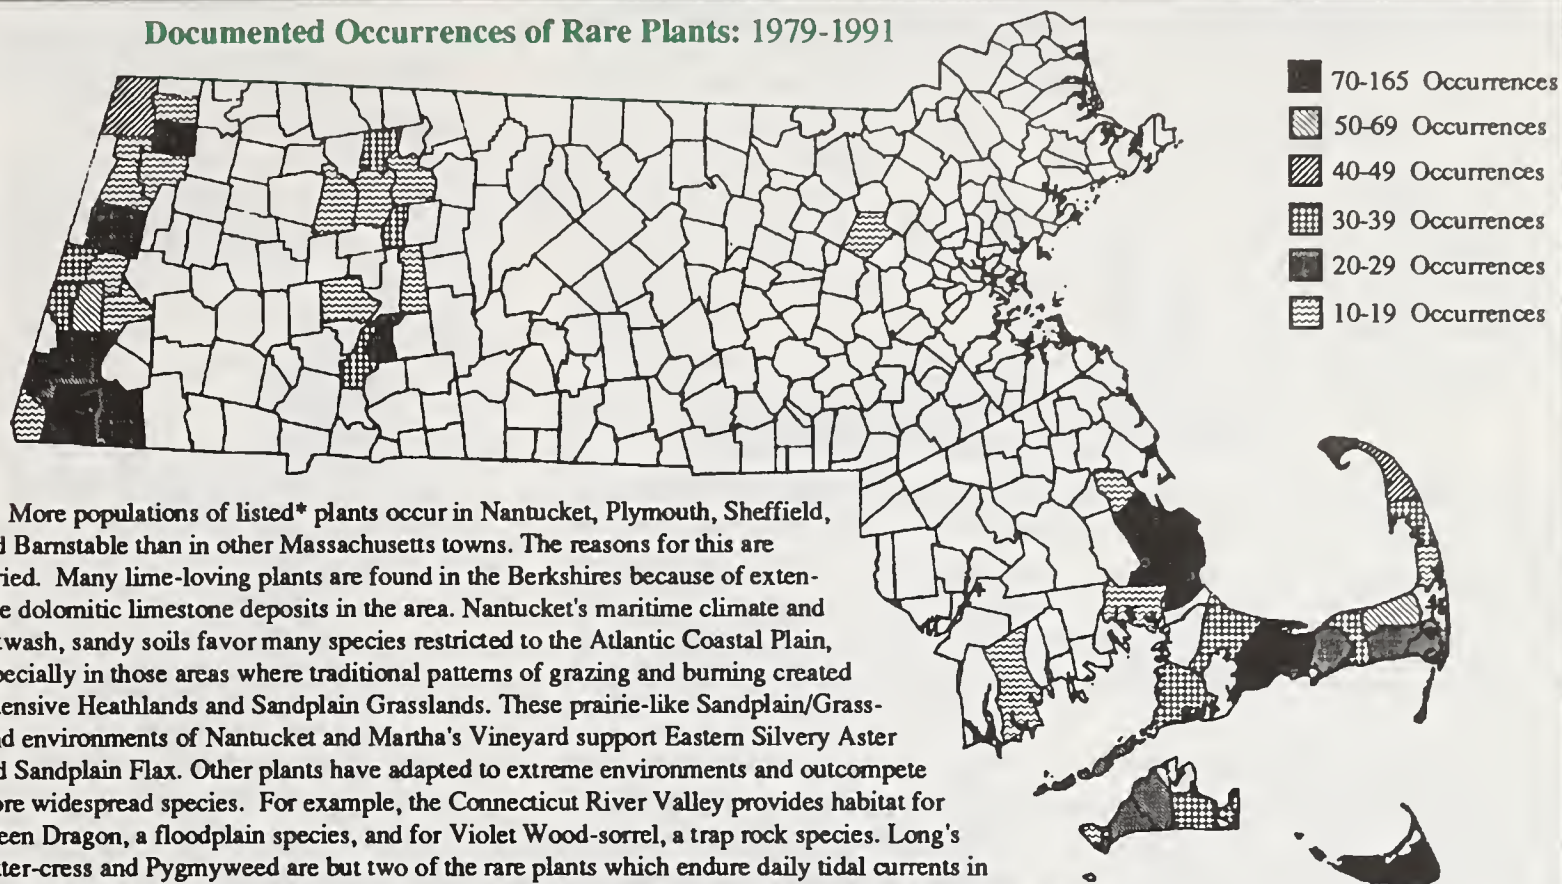 Documented Occurrences of Rare Plants: 1979-1991
70-165 Occurrences
50-69 Occurrences
40-49 Occurrences
30-39 Occurrences
20-29 Occurrences
10-19 Occurrences
More populations of listed* plants occur in Nantucket, Plymouth, Sheffield,
Barnstable than in other Massachusetts towns. The reasons for this are
Many lime-loving plants are found in the Berkshires because of exten-
dolomitic limestone deposits in the area. Nantucket's maritime climate and
wash, sandy soils favor many species restricted to the Atlantic Coastal Plain,
ecially in those areas where traditional patterns of grazing and burning created
ensive Heathlands and Sandplain Grasslands. These prairie-like Sandplain/Grass-
d environments of Nantucket and Martha's Vineyard support Eastern Silvery Aster
d Sandplain Flax. Other plants have adapted to extreme environments and outcompete
re widespread species. For example, the Connecticut River Valley provides habitat for
een Dragon, a floodplain species, and for Violet Wood-sorrel, a trap rock species. Long's
ter-cress and Pygmyweed are but two of the rare plants which endure daily tidal currents in